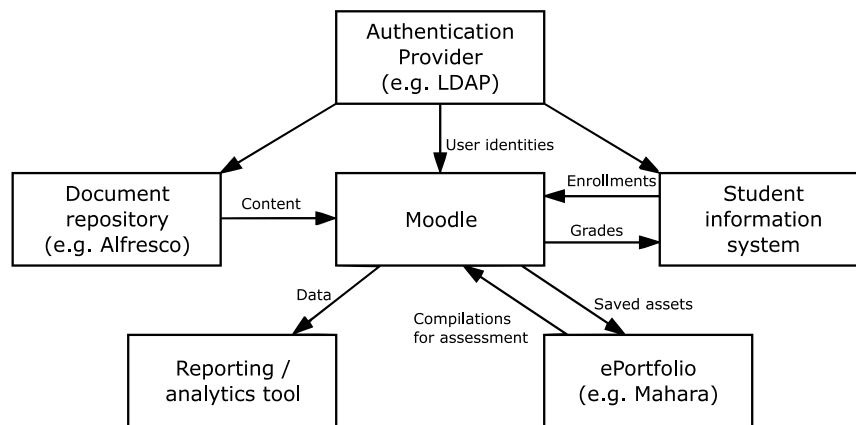 Authentication
Provider
(e.g. LDAP)
User identities
Document
repository
(e.g. Alfresco)
Content
Moodle
Enrollments
Grades
Student
information
system
Data
Compilations
for assessment
Saved assets
Reporting /
analytics tool
ePortfolio
(e.g. Mahara)